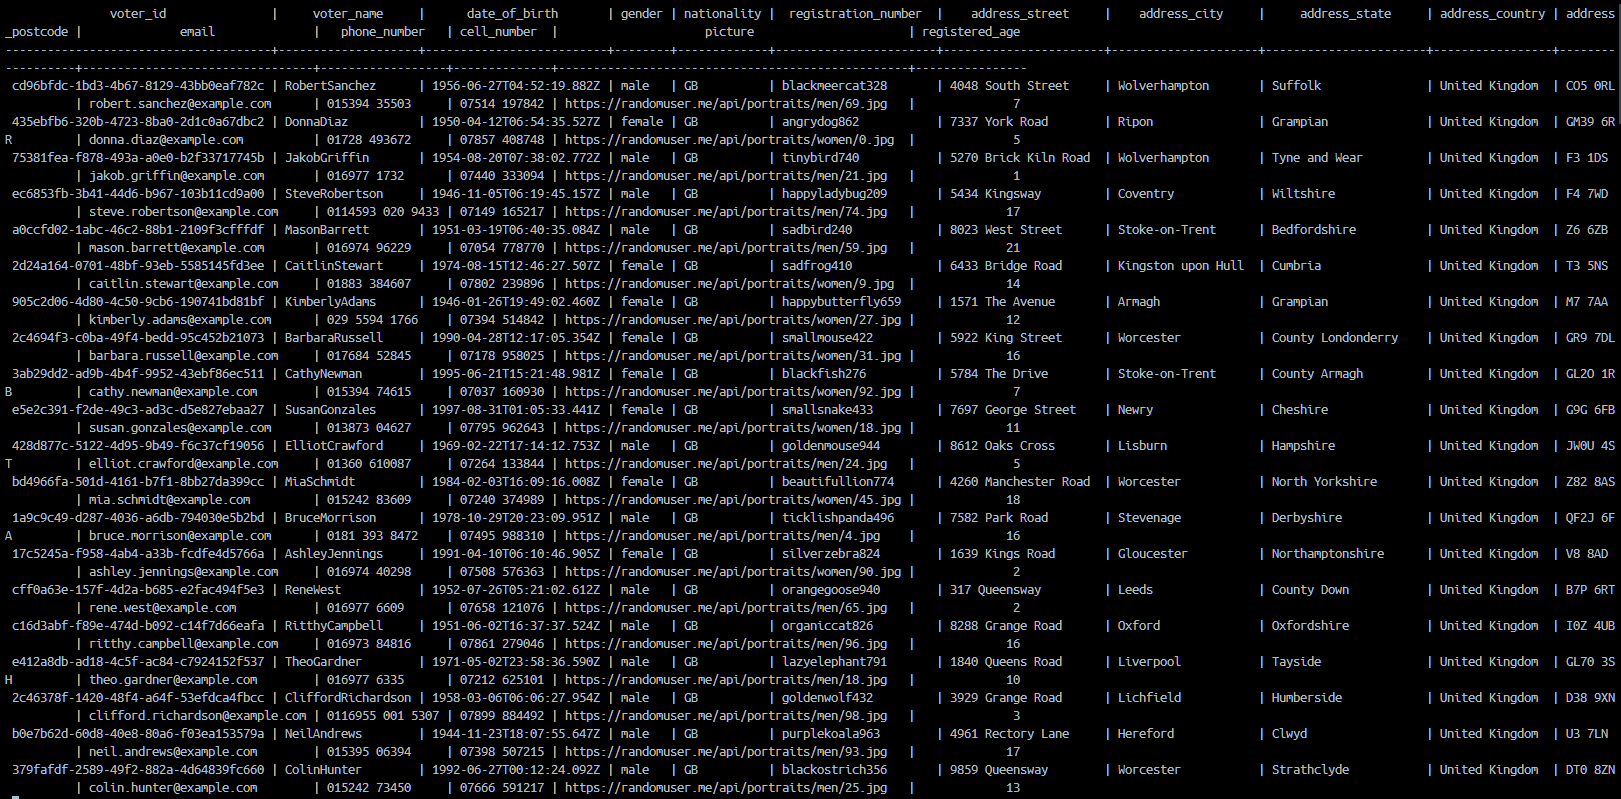 voter_id | voter_name | date_of_birth | gender | nationality | registration_number | address_street | address_city | address_state | address_country | address
_postcode | email | phone_number | cell_number | picture | registered_age
--------------------------------------+--------------------+--------------------------+--------+-------------+-----------------------+-----------------------+---------------------+-----------------------+-----------------+--------
----------+---------------------------------+------------------+--------------+--------------------------------------------------+----------------
cd96bfdc-1bd3-4b67-8129-43bb0eaf782c | RobertSanchez | 1956-06-27T04:52:19.882Z | male | GB | blackmeercat328 | 4048 South Street | Wolverhampton | Suffolk | United Kingdom | CO5 0RL
| robert.sanchez@example.com | 015394 35503 | 07514 197842 | https://randomuser.me/api/portraits/men/69.jpg | 7
435ebfb6-320b-4723-8ba0-2d1c0a67dbc2 | DonnaDiaz | 1950-04-12T06:54:35.527Z | female | GB | angrydog862 | 7337 York Road | Ripon | Grampian | United Kingdom | GM39 6R
R | donna.diaz@example.com | 01728 493672 | 07857 408748 | https://randomuser.me/api/portraits/women/0.jpg | 5
75381fea-f878-493a-a0e0-b2f33717745b | JakobGriffin | 1954-08-20T07:38:02.772Z | male | GB | tinybird740 | 5270 Brick Kiln Road | Wolverhampton | Tyne and Wear | United Kingdom | F3 1DS
| jakob.griffin@example.com | 016977 1732 | 07440 333094 | https://randomuser.me/api/portraits/men/21.jpg | 1
ec6853fb-3b41-44d6-b967-103b11cd9a00 | SteveRobertson | 1946-11-05T06:19:45.157Z | male | GB | happyladybug209 | 5434 Kingsway | Coventry | Wiltshire | United Kingdom | F4 7WD
| steve.robertson@example.com | 0114593 020 9433 | 07149 165217 | https://randomuser.me/api/portraits/men/74.jpg | 17
a0ccfd02-1abc-46c2-88b1-2109f3cfffdf | MasonBarrett | 1951-03-19T06:40:35.084Z | male | GB | sadbird240 | 8023 West Street | Stoke-on-Trent | Bedfordshire | United Kingdom | Z6 6ZB
| mason.barrett@example.com | 016974 96229 | 07054 778770 | https://randomuser.me/api/portraits/men/59.jpg | 21
2d24a164-0701-48bf-93eb-5585145fd3ee | CaitlinStewart | 1974-08-15T12:46:27.507Z | female | GB | sadfrog410 | 6433 Bridge Road | Kingston upon Hull | Cumbria | United Kingdom | T3 5NS
| caitlin.stewart@example.com | 01883 384607 | 07802 239896 | https://randomuser.me/api/portraits/women/9.jpg | 14
905c2d06-4d80-4c50-9cb6-190741bd81bf | KimberlyAdams | 1946-01-26T19:49:02.460Z | female | GB | happybutterfly659 | 1571 The Avenue | Armagh | Grampian | United Kingdom | M7 7AA
| kimberly.adams@example.com | 029 5594 1766 | 07394 514842 | https://randomuser.me/api/portraits/women/27.jpg | 12
2c4694f3-c0ba-49f4-bedd-95c452b21073 | BarbaraRussell | 1990-04-28T12:17:05.354Z | female | GB | smallmouse422 | 5922 King Street | Worcester | County Londonderry | United Kingdom | GR9 7DL
| barbara.russell@example.com | 017684 52845 | 07178 958025 | https://randomuser.me/api/portraits/women/31.jpg | 16
3ab29dd2-ad9b-4b4f-9952-43ebf86ec511 | CathyNewman | 1995-06-21T15:21:48.981Z | female | GB | blackfish276 | 5784 The Drive | Stoke-on-Trent | County Armagh | United Kingdom | GL2O 1R
B | cathy.newman@example.com | 015394 74615 | 07037 160930 | https://randomuser.me/api/portraits/women/92.jpg | 7
e5e2c391-f2de-49c3-ad3c-d5e827ebaa27 | SusanGonzales | 1997-08-31T01:05:33.441Z | female | GB | smallsnake433 | 7697 George Street | Newry | Cheshire | United Kingdom | G9G 6FB
| susan.gonzales@example.com | 013873 04627 | 07795 962643 | https://randomuser.me/api/portraits/women/18.jpg | 11
428d877c-5122-4d95-9b49-f6c37cf19056 | ElliotCrawford | 1969-02-22T17:14:12.753Z | male | GB | goldenmouse944 | 8612 Oaks Cross | Lisburn | Hampshire | United Kingdom | JW0U 4S
T | elliot.crawford@example.com | 01360 610087 | 07264 133844 | https://randomuser.me/api/portraits/men/24.jpg | 5
bd4966fa-501d-4161-b7f1-8bb27da399cc | MiaSchmidt | 1984-02-03T16:09:16.008Z | female | GB | beautifullion774 | 4260 Manchester Road | Worcester | North Yorkshire | United Kingdom | Z82 8AS
| mia.schmidt@example.com | 015242 83609 | 07240 374989 | https://randomuser.me/api/portraits/women/45.jpg | 18
1a9c9c49-d287-4036-a6db-794030e5b2bd | BruceMorrison | 1978-10-29T20:23:09.951Z | male | GB | ticklishpanda496 | 7582 Park Road | Stevenage | Derbyshire | United Kingdom | QF2J 6F
A | bruce.morrison@example.com | 0181 393 8472 | 07495 988310 | https://randomuser.me/api/portraits/men/4.jpg | 16
17c5245a-f958-4ab4-a33b-fcdfe4d5766a | AshleyJennings | 1991-04-10T06:10:46.905Z | female | GB | silverzebra824 | 1639 Kings Road | Gloucester | Northamptonshire | United Kingdom | V8 8AD
| ashley.jennings@example.com | 016974 40298 | 07508 576363 | https://randomuser.me/api/portraits/women/90.jpg | 2
cff0a63e-157f-4d2a-b685-e2fac494f5e3 | ReneWest | 1952-07-26T05:21:02.612Z | male | GB | orangegoose940 | 317 Queensway | Leeds | County Down | United Kingdom | B7P 6RT
| rene.west@example.com | 016977 6609 | 07658 121076 | https://randomuser.me/api/portraits/men/65.jpg | 2
c16d3abf-f89e-474d-b092-c14f7d66eafa | RitthyCampbell | 1951-06-02T16:37:37.524Z | male | GB | organiccat826 | 8288 Grange Road | Oxford | Oxfordshire | United Kingdom | I0Z 4UB
| ritthy.campbell@example.com | 016973 84816 | 07861 279046 | https://randomuser.me/api/portraits/men/96.jpg | 16
e412a8db-ad18-4c5f-ac84-c7924152f537 | TheoGardner | 1971-05-02T23:58:36.590Z | male | GB | lazyelephant791 | 1840 Queens Road | Liverpool | Tayside | United Kingdom | GL70 3S
H | theo.gardner@example.com | 016977 6335 | 07212 625101 | https://randomuser.me/api/portraits/men/18.jpg | 10
2c46378f-1420-48f4-a64f-53efdca4fbcc | CliffordRichardson | 1958-03-06T06:06:27.954Z | male | GB | goldenwolf432 | 3929 Grange Road | Lichfield | Humberside | United Kingdom | D38 9XN
| clifford.richardson@example.com | 0116955 001 5307 | 07899 884492 | https://randomuser.me/api/portraits/men/98.jpg | 3
b0e7b62d-60d8-40e8-80a6-f03ea153579a | NeilAndrews | 1944-11-23T18:07:55.647Z | male | GB | purplekoala963 | 4961 Rectory Lane | Hereford | Clwyd | United Kingdom | U3 7LN
| neil.andrews@example.com | 015395 06394 | 07398 507215 | https://randomuser.me/api/portraits/men/93.jpg | 17
379fafdf-2589-49f2-882a-4d64839fc660 | ColinHunter | 1992-06-27T00:12:24.092Z | male | GB | blackostrich356 | 9859 Queensway | Worcester | Strathclyde | United Kingdom | DT0 8ZN
| colin.hunter@example.com | 015242 73450 | 07666 591217 | https://randomuser.me/api/portraits/men/25.jpg | 13